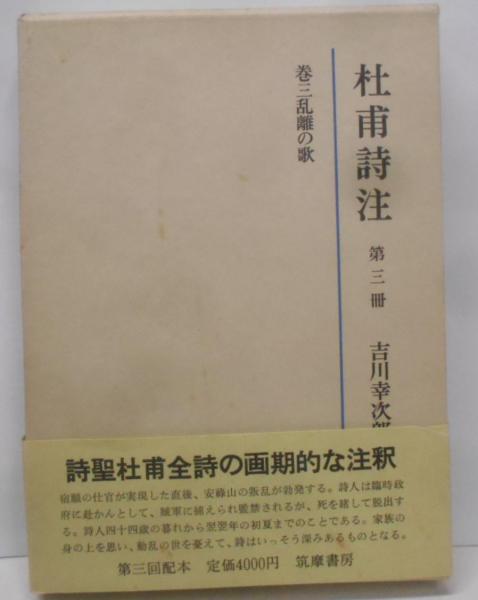 杜甫詩注 第三冊 吉川幸次郎
巻三乱離の歌
詩聖杜甫全詩の画期的な注釈
宿願の仕官が実現した直後、安祿山の叛乱が勃発する。詩人は臨時政
府に赴かんとして、賊軍に捕えられ監禁されるが、死を賭して脱出す
る。詩人四十四歳の暮れから翌翌年の初夏までのことである。家族の
身の上を思い、動乱の世を憂えて、詩はいっそう深みあるものとなる。
第三回配本 定価4000円 筑摩書房